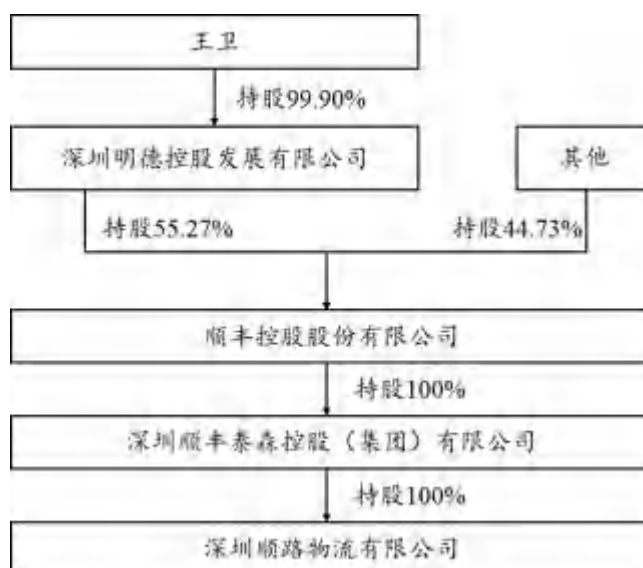 王卫
持股99.90%
深圳明德控股发展有限公司
其他
持股55.27%
持股44.73%
顺丰控股股份有限公司
持股100%
深圳顺丰泰森控股（集团）有限公司
持股100%
深圳顺路物流有限公司